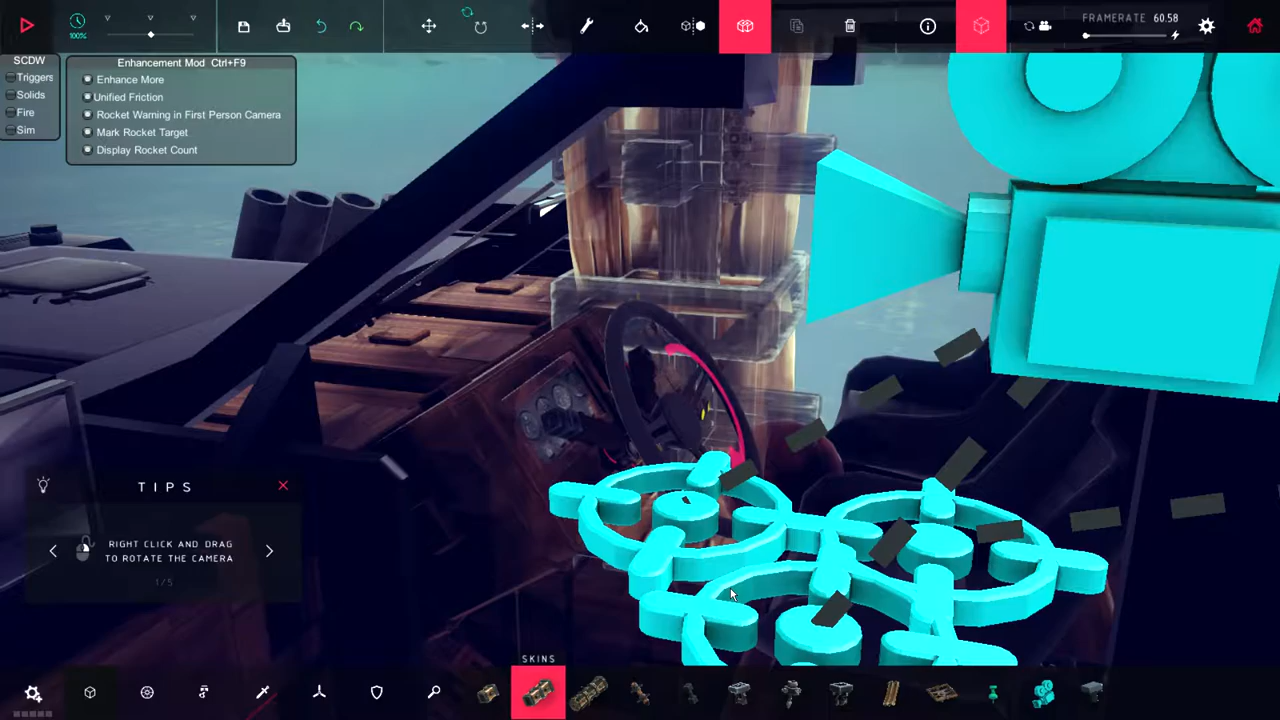 100%
FRAMERATE 60.58
SCDW
Triggers
Solids
Fire
Sim
Enhancement Mod Ctrl+F9
Enhance More
Unified Friction
Rocket Warning in First Person Camera
Mark Rocket Target
Display Rocket Count
TIPS
RIGHT CLICK AND DRAG
TO ROTATE THE CAMERA
1/5
SKINS